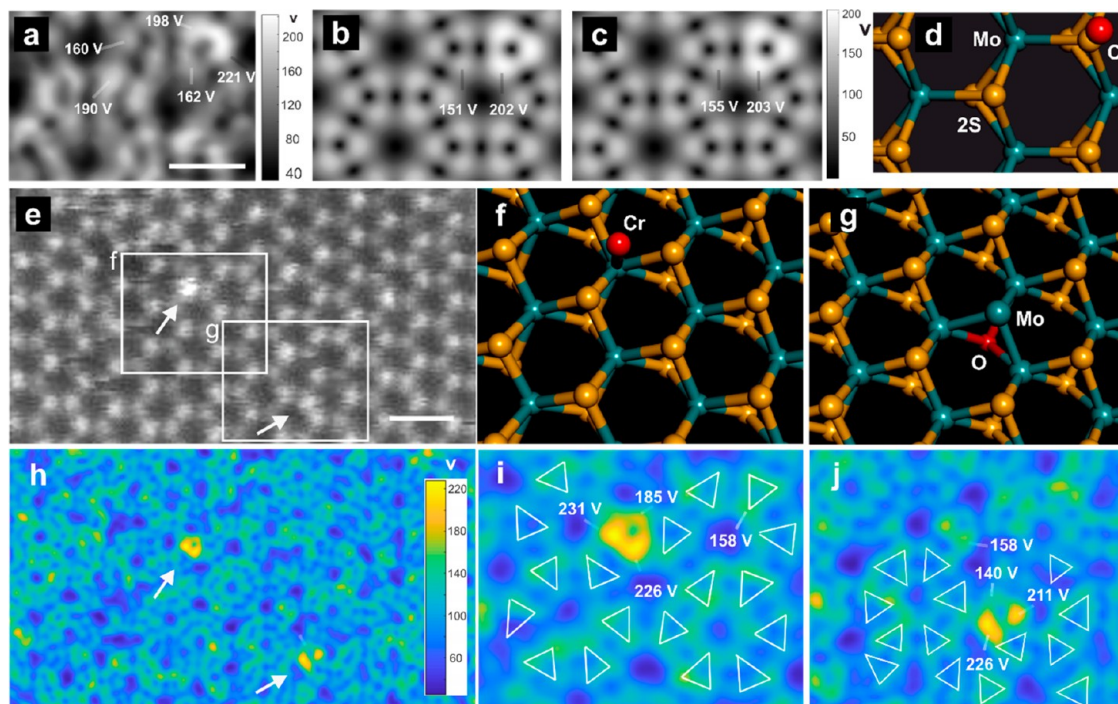 a
198 V
160 V
221 V
190 V
162 V
v
200
160
120
80
40
b
151 V
202 V
c
155 V
203 V
200
v
150
100
50
d
Mo
C
2S
e
f
g
f
Cr
g
Mo
O
h
v
220
180
140
100
60
i
185 V
231 V
158 V
226 V
j
158 V
140 V
211 V
226 V